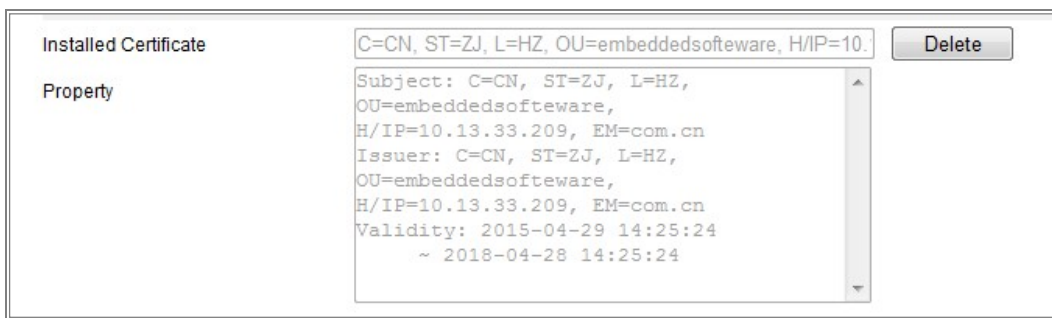 Installed Certificate
C=CN, ST=ZJ, L=HZ, OU=embeddedsofteware, H/IP=10.
Delete
Property
Subject: C=CN, ST=ZJ, L=HZ,
OU=embeddedsofteware,
H/IP=10.13.33.209, EM=com.cn
Issuer: C=CN, ST=ZJ, L=HZ,
OU=embeddedsofteware,
H/IP=10.13.33.209, EM=com.cn
Validity: 2015-04-29 14:25:24
~ 2018-04-28 14:25:24